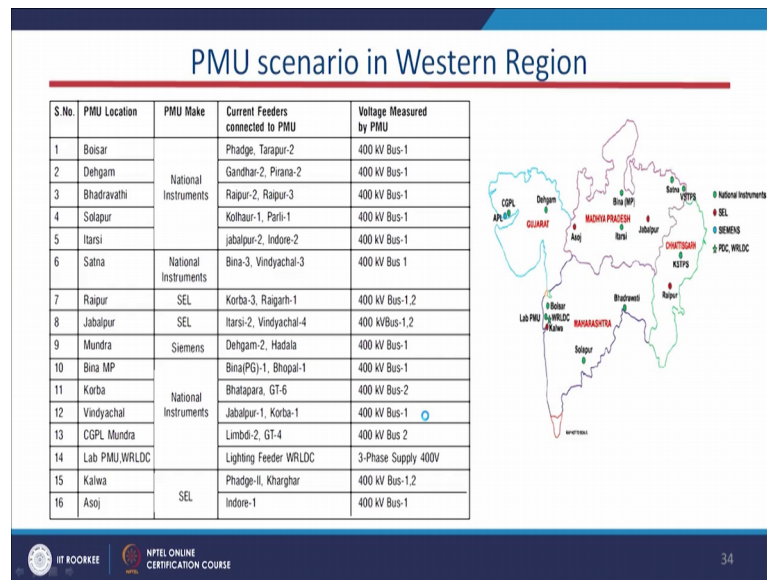 PMU scenario in Western Region
S.No. PMU Location PMU Make Current Feeders connected to PMU Voltage Measured by PMU
1 Boisar National Instruments Phadge, Tarapur-2 400 kV Bus-1
2 Dehgam Gandhar-2, Pirana-2 400 kV Bus-1
3 Bhadravathi Raipur-2, Raipur-3 400 kV Bus-1
4 Solapur Kolhaur-1, Parli-1 400 kV Bus-1
5 Itarsi jabalpur-2, Indore-2 400 kV Bus-1
6 Satna National Instruments Bina-3, Vindyachal-3 400 kV Bus 1
7 Raipur SEL Korba-3, Raigarh-1 400 kV Bus-1,2
8 Jabalpur SEL Itarsi-2, Vindyachal-4 400 kVBus-1,2
9 Mundra Siemens Dehgam-2, Hadala 400 kV Bus-1
10 Bina MP National Instruments Bina(PG)-1, Bhopal-1 400 kV Bus-1
11 Korba Bhatapara, GT-6 400 kV Bus-2
12 Vindyachal Jabalpur-1, Korba-1 400 kV Bus-1
13 CGPL Mundra Limbdi-2, GT-4 400 kV Bus 2
14 Lab PMU,WRLDC Lighting Feeder WRLDC 3-Phase Supply 400V
15 Kalwa SEL Phadge-II, Kharghar 400 kV Bus-1,2
16 Asoj Indore-1 400 kV Bus-1
Satna
VSTPS
CGPL
APL
Dehgam
GUJARAT
Bina (MP)
MADHYA PRADESH
Asoj
Itarsi
Jabalpur
CHHATTISGARH
KSTPS
Raipur
National Instruments
SEL
SIEMENS
PDC, WRLDC
Boisar
Lab PMU
WRLDC
Kalwa
Bhadrawati
MAHARASHTRA
Solapur
IIT ROORKEE
NPTEL ONLINE
CERTIFICATION COURSE
34